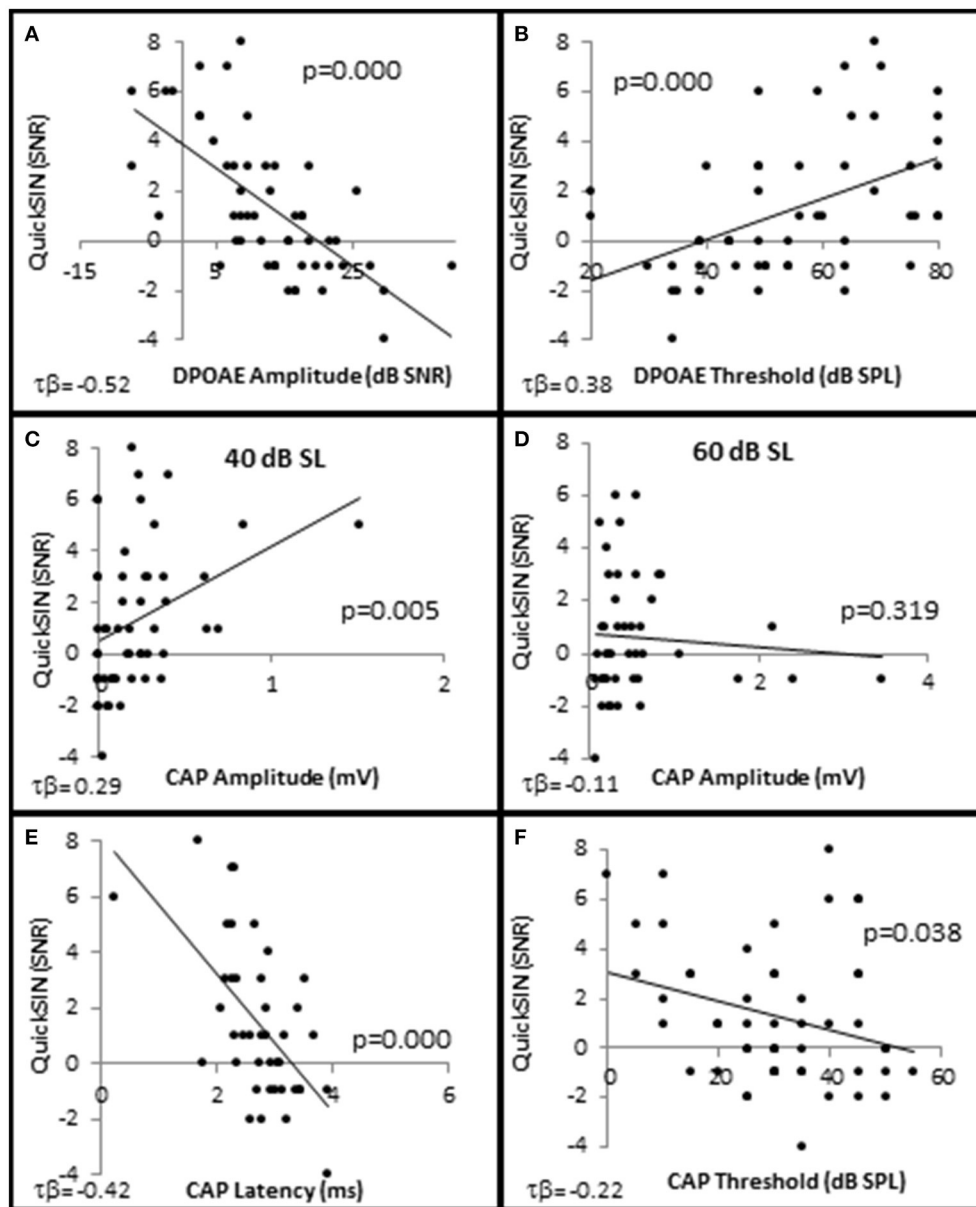 A
p=0.000
QuickSIN (SNR)
8
6
4
2
0
-2
-4
-15
5
25
DPOAE Amplitude (dB SNR)
τβ= -0.52
B
p=0.000
QuickSIN (SNR)
8
6
4
2
0
-2
-4
20
40
60
80
DPOAE Threshold (dB SPL)
τβ= 0.38
C
40 dB SL
p=0.005
QuickSIN (SNR)
8
6
4
2
0
-2
-4
0
1
2
CAP Amplitude (mV)
τβ= 0.29
D
60 dB SL
p=0.319
QuickSIN (SNR)
8
6
4
2
0
-2
-4
0
2
4
CAP Amplitude (mV)
τβ= -0.11
E
p=0.000
QuickSIN (SNR)
8
6
4
2
0
-2
-4
0
2
4
6
CAP Latency (ms)
τβ= -0.42
F
p=0.038
QuickSIN (SNR)
8
6
4
2
0
-2
-4
0
20
40
60
CAP Threshold (dB SPL)
τβ= -0.22